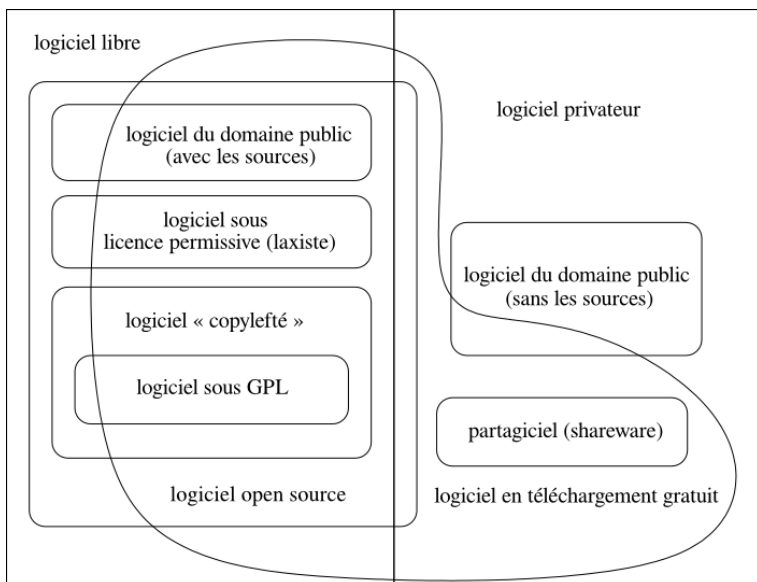 logiciel libre
logiciel du domaine public
(avec les sources)
logiciel sous
licence permissive (laxiste)
logiciel « copylefté »
logiciel sous GPL
logiciel open source
logiciel privateur
logiciel du domaine public
(sans les sources)
partagiciel (shareware)
logiciel en téléchargement gratuit